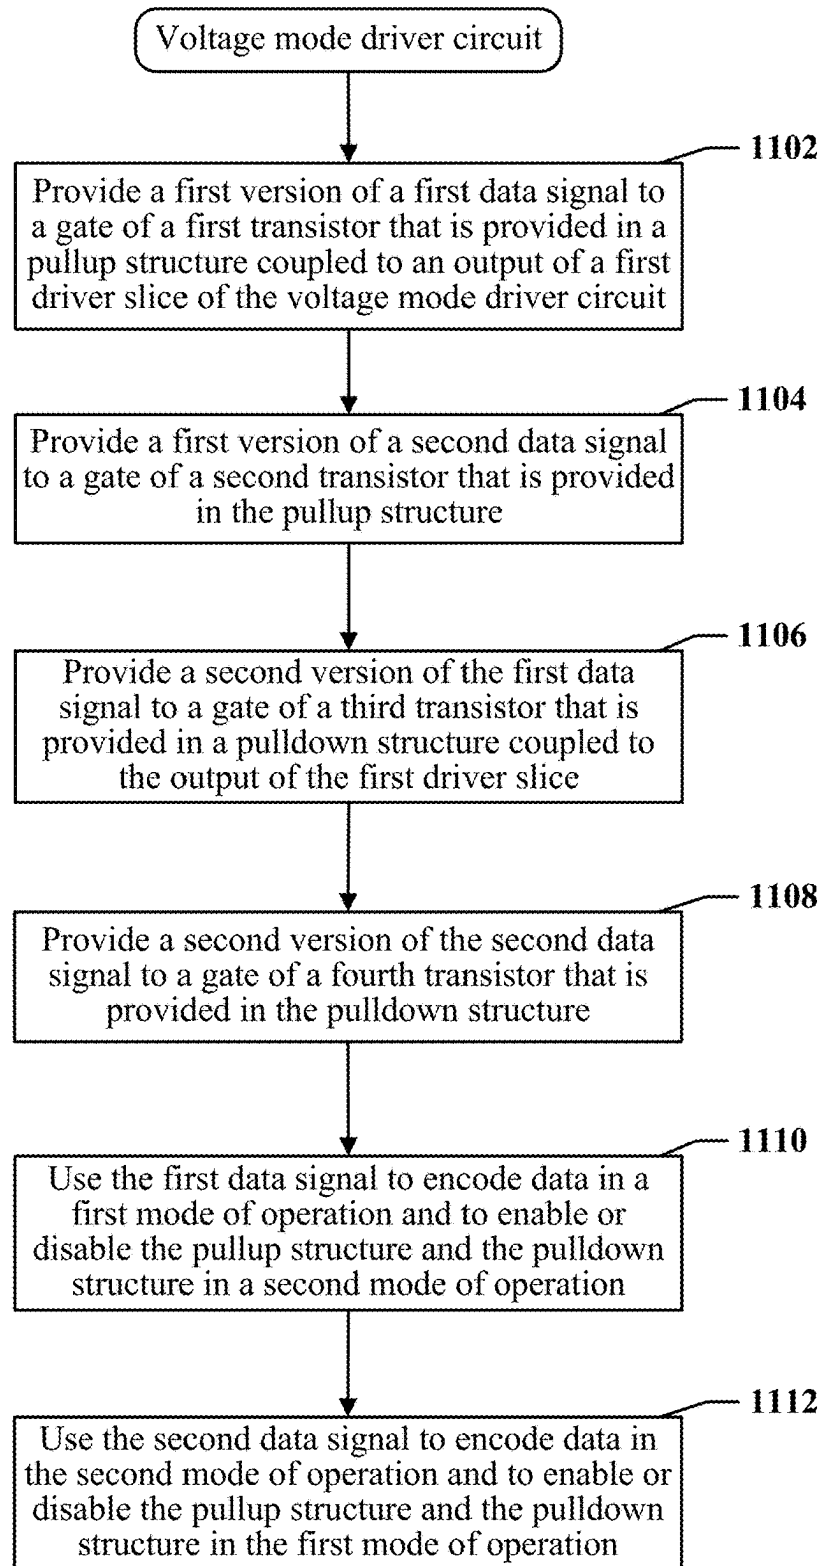 Voltage mode driver circuit
1102
Provide a first version of a first data signal to
a gate of a first transistor that is provided in a
pullup structure coupled to an output of a first
driver slice of the voltage mode driver circuit
1104
Provide a first version of a second data signal
to a gate of a second transistor that is provided
in the pullup structure
1106
Provide a second version of the first data
signal to a gate of a third transistor that is
provided in a pulldown structure coupled to
the output of the first driver slice
1108
Provide a second version of the second data
signal to a gate of a fourth transistor that is
provided in the pulldown structure
1110
Use the first data signal to encode data in a
first mode of operation and to enable or
disable the pullup structure and the pulldown
structure in a second mode of operation
1112
Use the second data signal to encode data in
the second mode of operation and to enable or
disable the pullup structure and the pulldown
structure in the first mode of operation